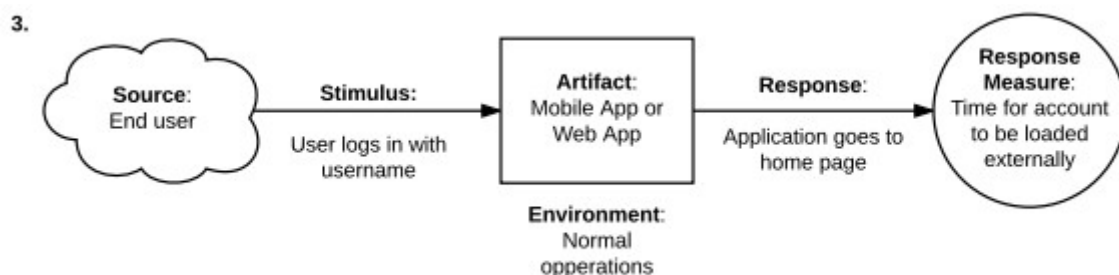 3.
Source:
End user
Stimulus:
User logs in with
username
Artifact:
Mobile App or
Web App
Environment:
Normal
opperations
Response:
Application goes to
home page
Response
Measure:
Time for account
to be loaded
externally